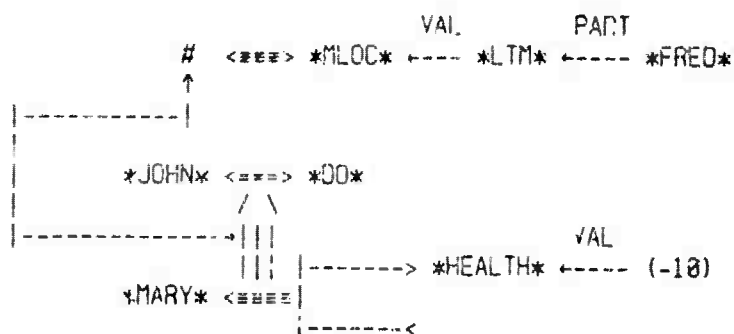 VAL PART
# <≡≡≡> *MLOC* ←---- *LTM* ←---- *FRED*
*JOHN* <≡≡≡> *DO*
VAL
|-------> *HEALTH* ←---- (-10)
*MARY* <≡≡≡≡
|-------<